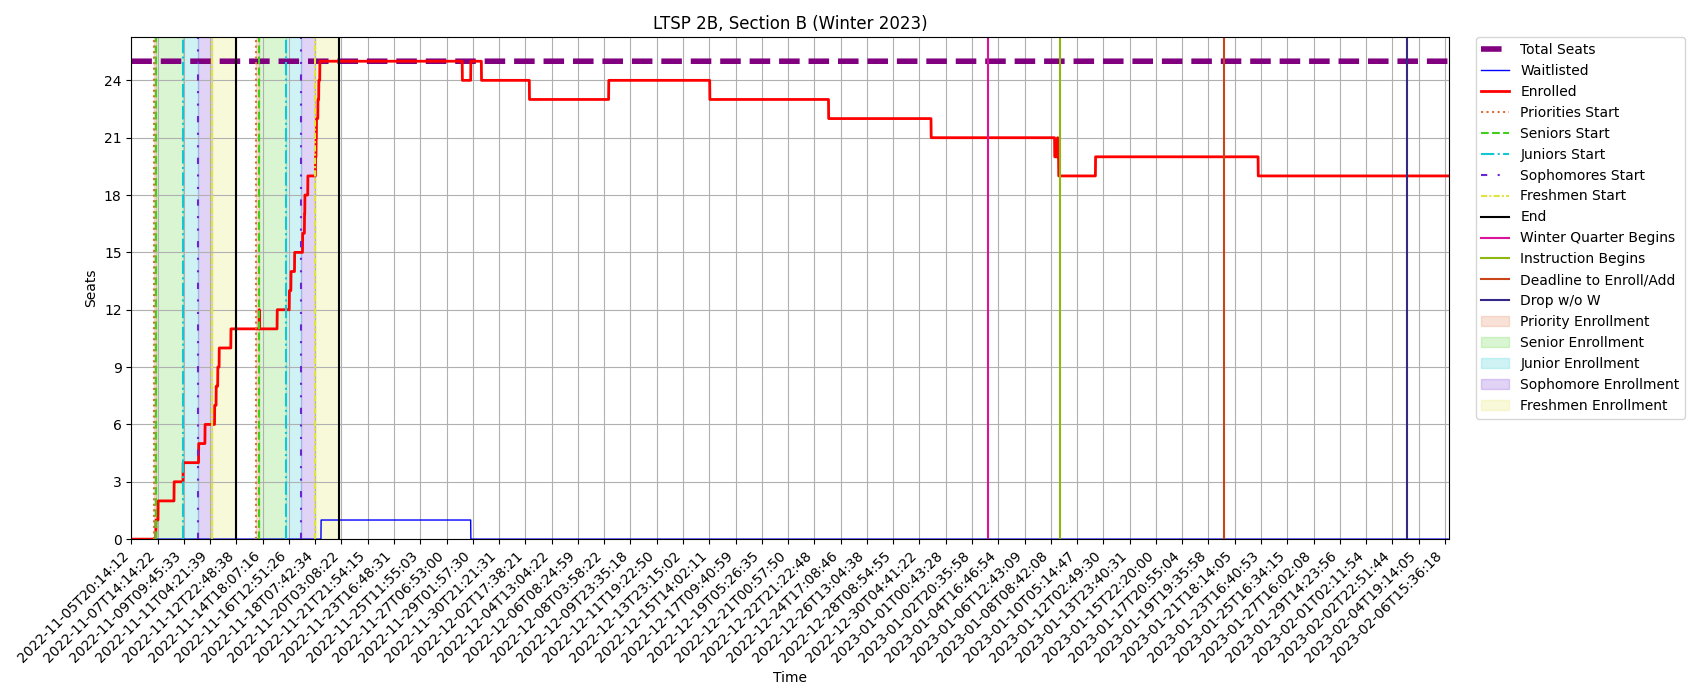 LTSP 2B, Section B (Winter 2023)
Seats
24
21
18
15
12
9
6
3
0
2022-11-05T20:14:12
2022-11-07T14:14:22
2022-11-09T09:45:33
2022-11-11T04:21:39
2022-11-12T22:48:38
2022-11-14T18:07:16
2022-11-16T12:51:26
2022-11-18T07:42:34
2022-11-20T03:08:22
2022-11-21T21:54:15
2022-11-23T16:48:31
2022-11-25T11:55:03
2022-11-27T06:53:00
2022-11-29T01:57:30
2022-11-30T21:21:31
2022-12-02T17:38:21
2022-12-04T13:04:22
2022-12-06T08:24:59
2022-12-08T03:58:22
2022-12-09T23:35:18
2022-12-11T19:22:50
2022-12-13T23:15:02
2022-12-15T14:02:11
2022-12-17T09:40:59
2022-12-19T05:26:35
2022-12-21T00:57:50
2022-12-22T21:22:48
2022-12-24T17:08:46
2022-12-26T13:04:38
2022-12-28T08:54:55
2022-12-30T04:41:22
2023-01-01T00:43:28
2023-01-02T20:35:58
2023-01-04T16:46:54
2023-01-06T12:43:09
2023-01-08T08:42:08
2023-01-10T05:14:47
2023-01-12T02:49:30
2023-01-13T23:40:31
2023-01-15T22:20:00
2023-01-17T20:55:04
2023-01-19T19:35:58
2023-01-21T18:14:05
2023-01-23T16:40:53
2023-01-25T16:34:15
2023-01-27T16:02:08
2023-01-29T14:23:56
2023-02-01T02:11:54
2023-02-02T22:51:44
2023-02-04T19:14:05
2023-02-06T15:36:18
Time
Total Seats
Waitlisted
Enrolled
Priorities Start
Seniors Start
Juniors Start
Sophomores Start
Freshmen Start
End
Winter Quarter Begins
Instruction Begins
Deadline to Enroll/Add
Drop w/o W
Priority Enrollment
Senior Enrollment
Junior Enrollment
Sophomore Enrollment
Freshmen Enrollment